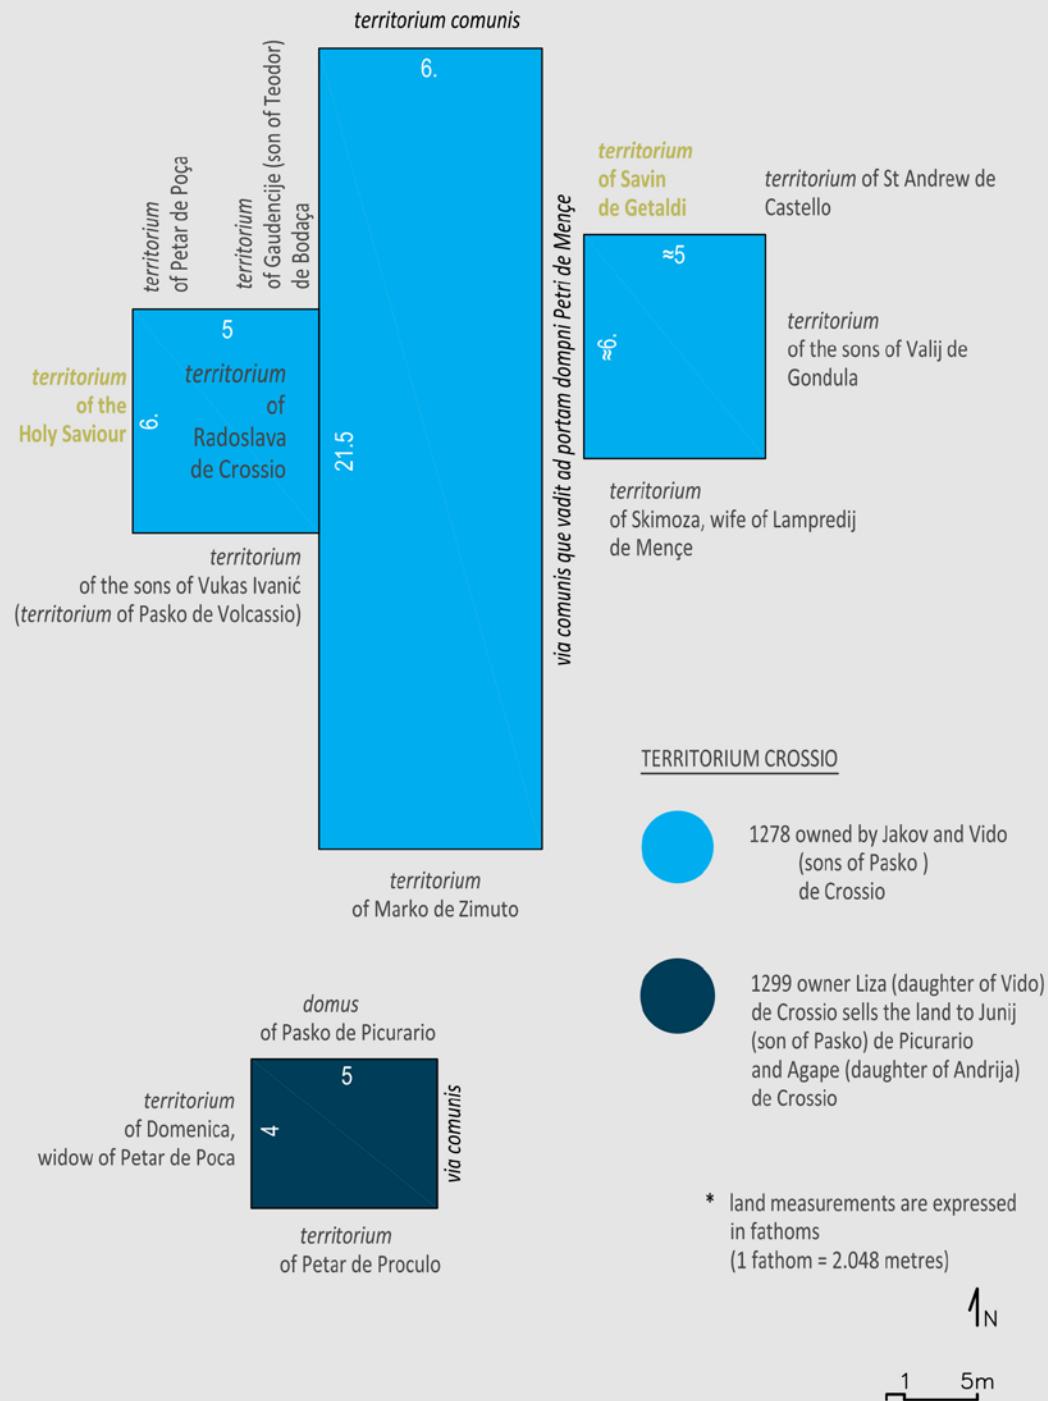 territorium comunis
6.
territorium
of Petar de Poça
territorium
of Gaudencije (son of Teodor)
de Bodaça
territorium
of Savin
de Getaldi
territorium of St Andrew de
Castello
≈5
≈6.
territorium
of the sons of Valij de
Gondula
via comunis que vadit ad portam dompni Petri de Mençe
5
6.
territorium
of the
Holy Saviour
territorium
of
Radoslava
de Crossio
21.5
territorium
of Skimoza, wife of Lampredij
de Mençe
territorium
of the sons of Vukas Ivanić
(territorium of Pasko de Volcassio)
territorium
of Marko de Zimuto
TERRITORIUM CROSSIO
1278 owned by Jakov and Vido
(sons of Pasko )
de Crossio
1299 owner Liza (daughter of Vido)
de Crossio sells the land to Junij
(son of Pasko) de Picurario
and Agape (daughter of Andrija)
de Crossio
domus
of Pasko de Picurario
5
4
territorium
of Domenica,
widow of Petar de Poca
via comunis
territorium
of Petar de Proculo
* land measurements are expressed
in fathoms
(1 fathom = 2.048 metres)
N
1 5m